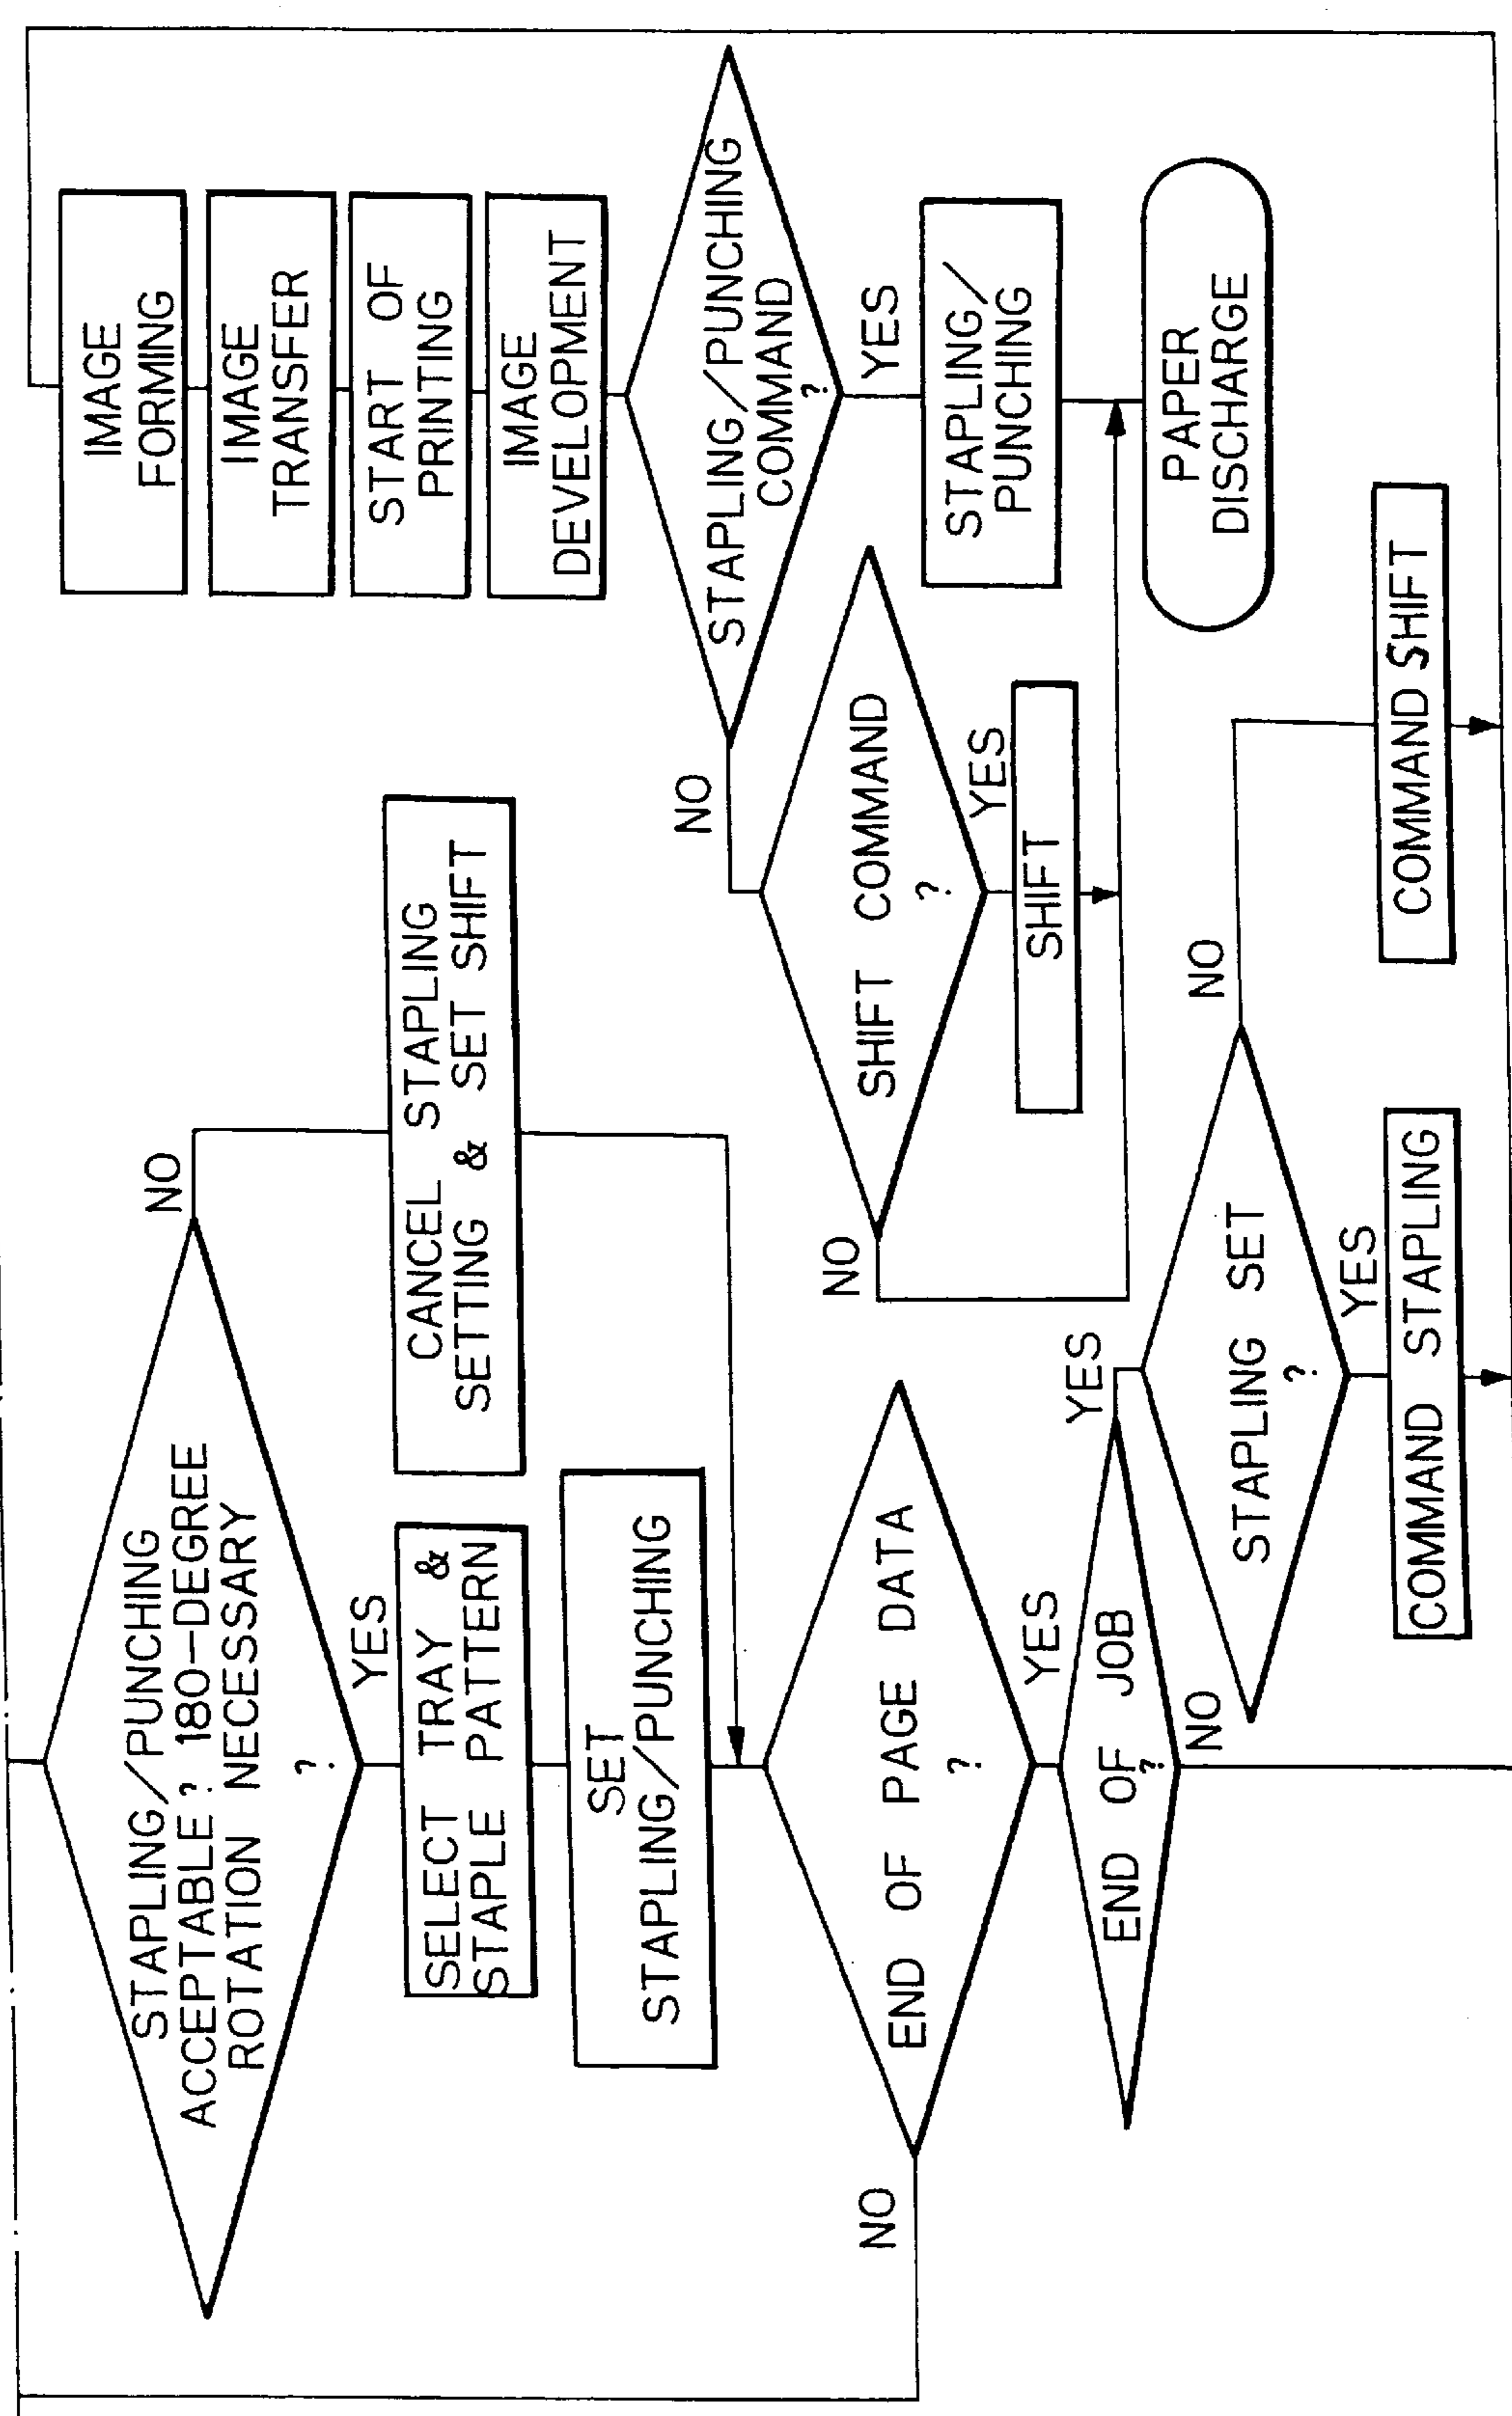 STAPLING/PUNCHING
ACCEPTABLE ? 180-DEGREE
ROTATION NECESSARY
?
NO
YES
SELECT TRAY &
STAPLE PATTERN
CANCEL STAPLING
SETTING & SET SHIFT
SET
STAPLING/PUNCHING
END OF PAGE DATA
?
NO
YES
END OF JOB
?
YES
NO
STAPLING SET
?
NO
YES
COMMAND STAPLING
COMMAND SHIFT
IMAGE
FORMING
IMAGE
TRANSFER
START OF
PRINTING
IMAGE
DEVELOPMENT
STAPLING/PUNCHING
COMMAND
?
NO
YES
SHIFT COMMAND
?
NO
YES
SHIFT
STAPLING/
PUNCHING
PAPER
DISCHARGE